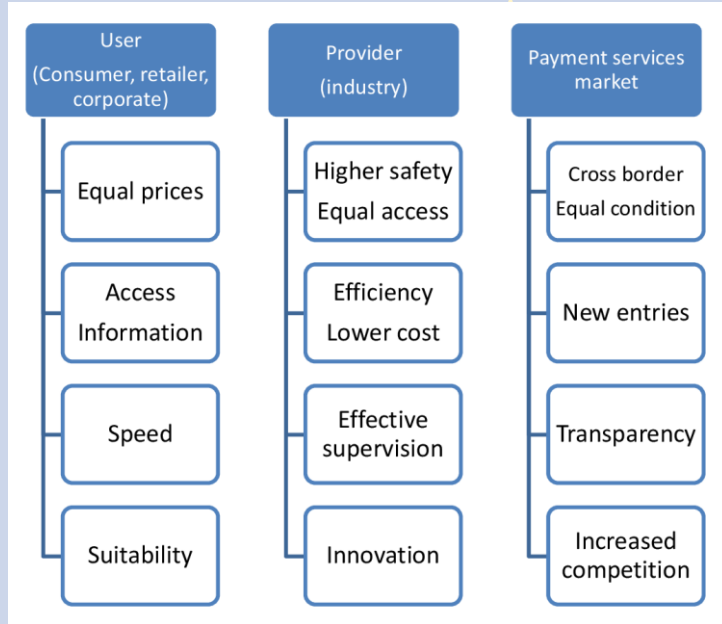 User
(Consumer, retailer,
corporate)
Equal prices
Access
Information
Speed
Suitability
Provider
(industry)
Higher safety
Equal access
Efficiency
Lower cost
Effective
supervision
Innovation
Payment services
market
Cross border
Equal condition
New entries
Transparency
Increased
competition